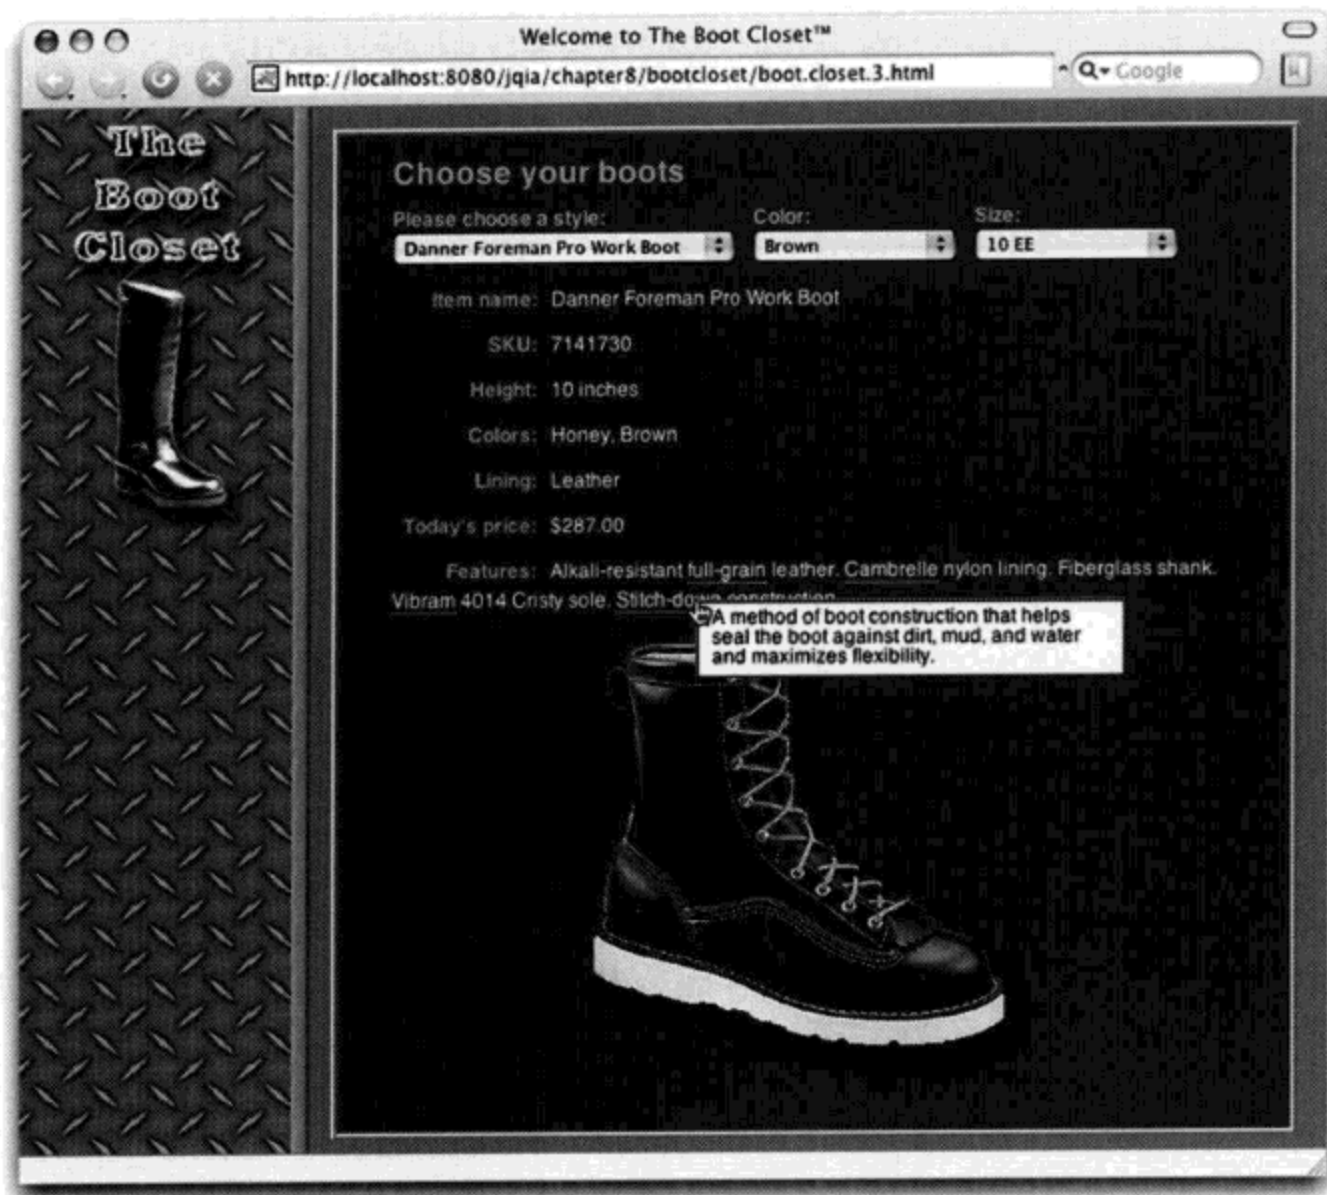 Welcome to The Boot Closet™
http://localhost:8080/jqia/chapter8/bootcloset/boot.closet.3.html
Google
The
Boot
Closet
Choose your boots
Please choose a style: Color: Size:
Danner Foreman Pro Work Boot Brown 10 EE
Item name: Danner Foreman Pro Work Boot
SKU: 7141730
Height: 10 inches
Colors: Honey, Brown
Lining: Leather
Today's price: $287.00
Features: Alkali-resistant full-grain leather. Cambrelle nylon lining. Fiberglass shank.
Vibram 4014 Cristy sole. Stitch-down construction
A method of boot construction that helps
seal the boot against dirt, mud, and water
and maximizes flexibility.